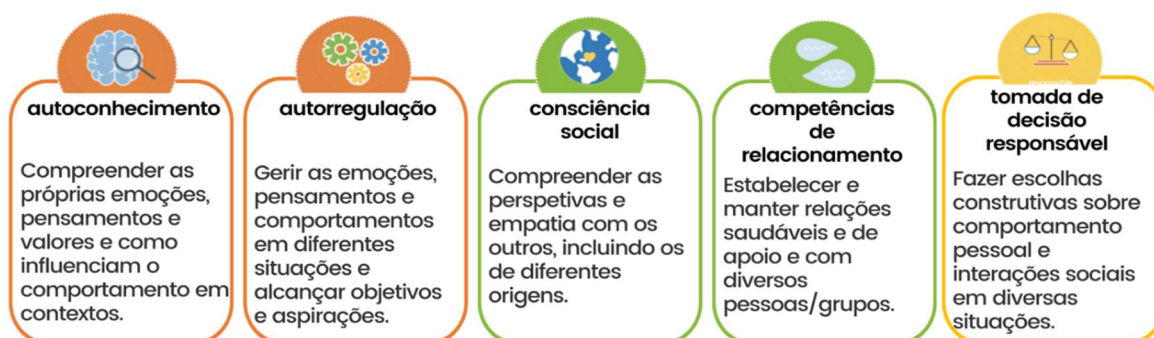 autoconhecimento
Compreender as
próprias emoções,
pensamentos e
valores e como
influenciam o
comportamento em
contextos.
autorregulação
Gerir as emoções,
pensamentos e
comportamentos
em diferentes
situações e
alcançar objetivos
e aspirações.
consciência
social
Compreender as
perspetivas e
empatia com os
outros, incluindo os
de diferentes
origens.
competências
de
relacionamento
Estabelecer e
manter relações
saudáveis e de
apoio e com
diversos
pessoas/grupos.
tomada de
decisão
responsável
Fazer escolhas
construtivas sobre
comportamento
pessoal e
interações sociais
em diversas
situações.